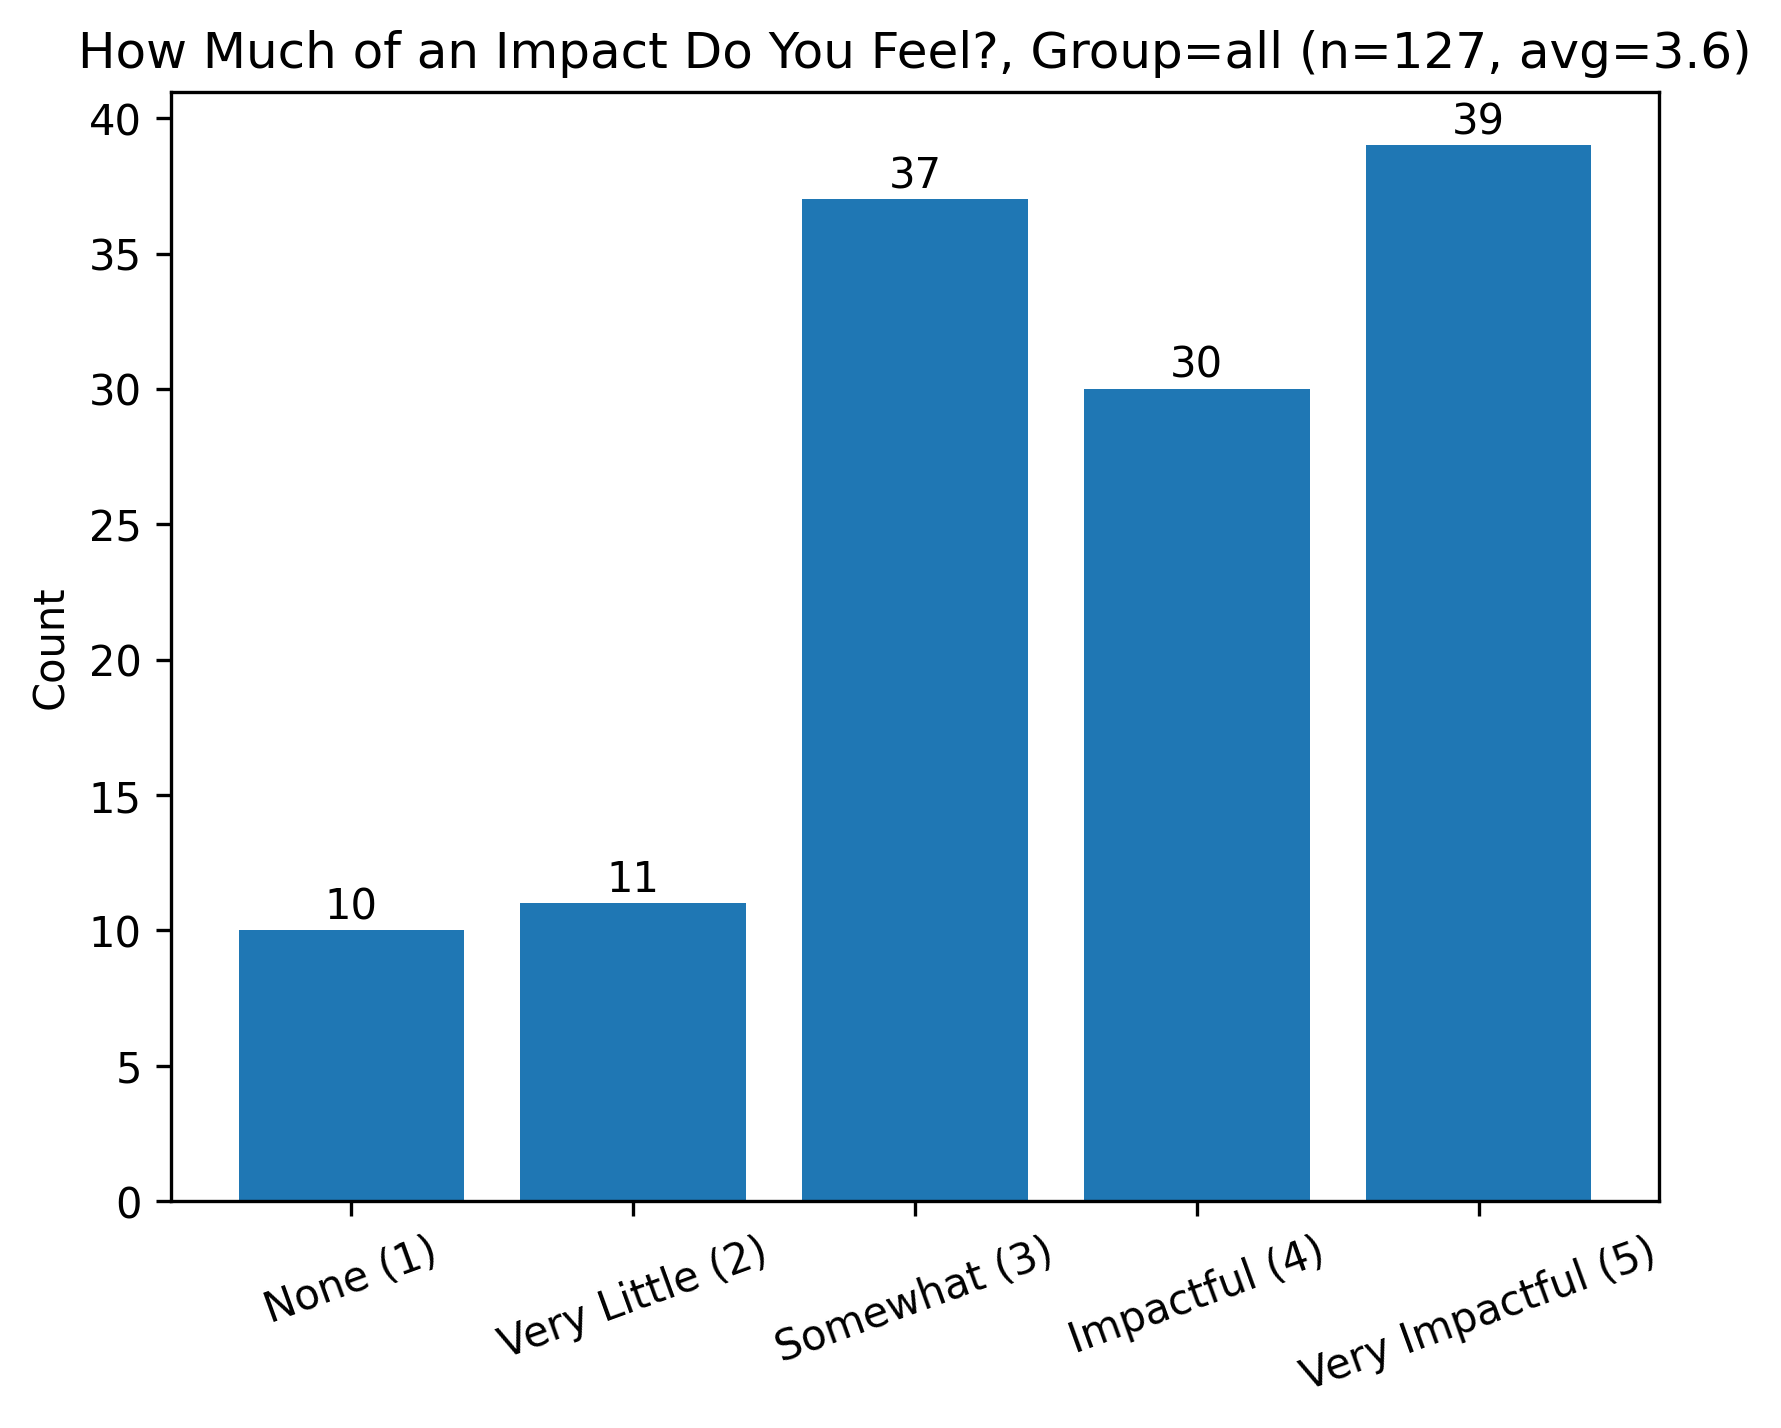 How Much of an Impact Do You Feel?, Group=all (n=127, avg=3.6)
40
35
30
25
20
15
10
5
0
Count
10
11
37
30
39
None (1)
Very Little (2)
Somewhat (3)
Impactful (4)
Very Impactful (5)